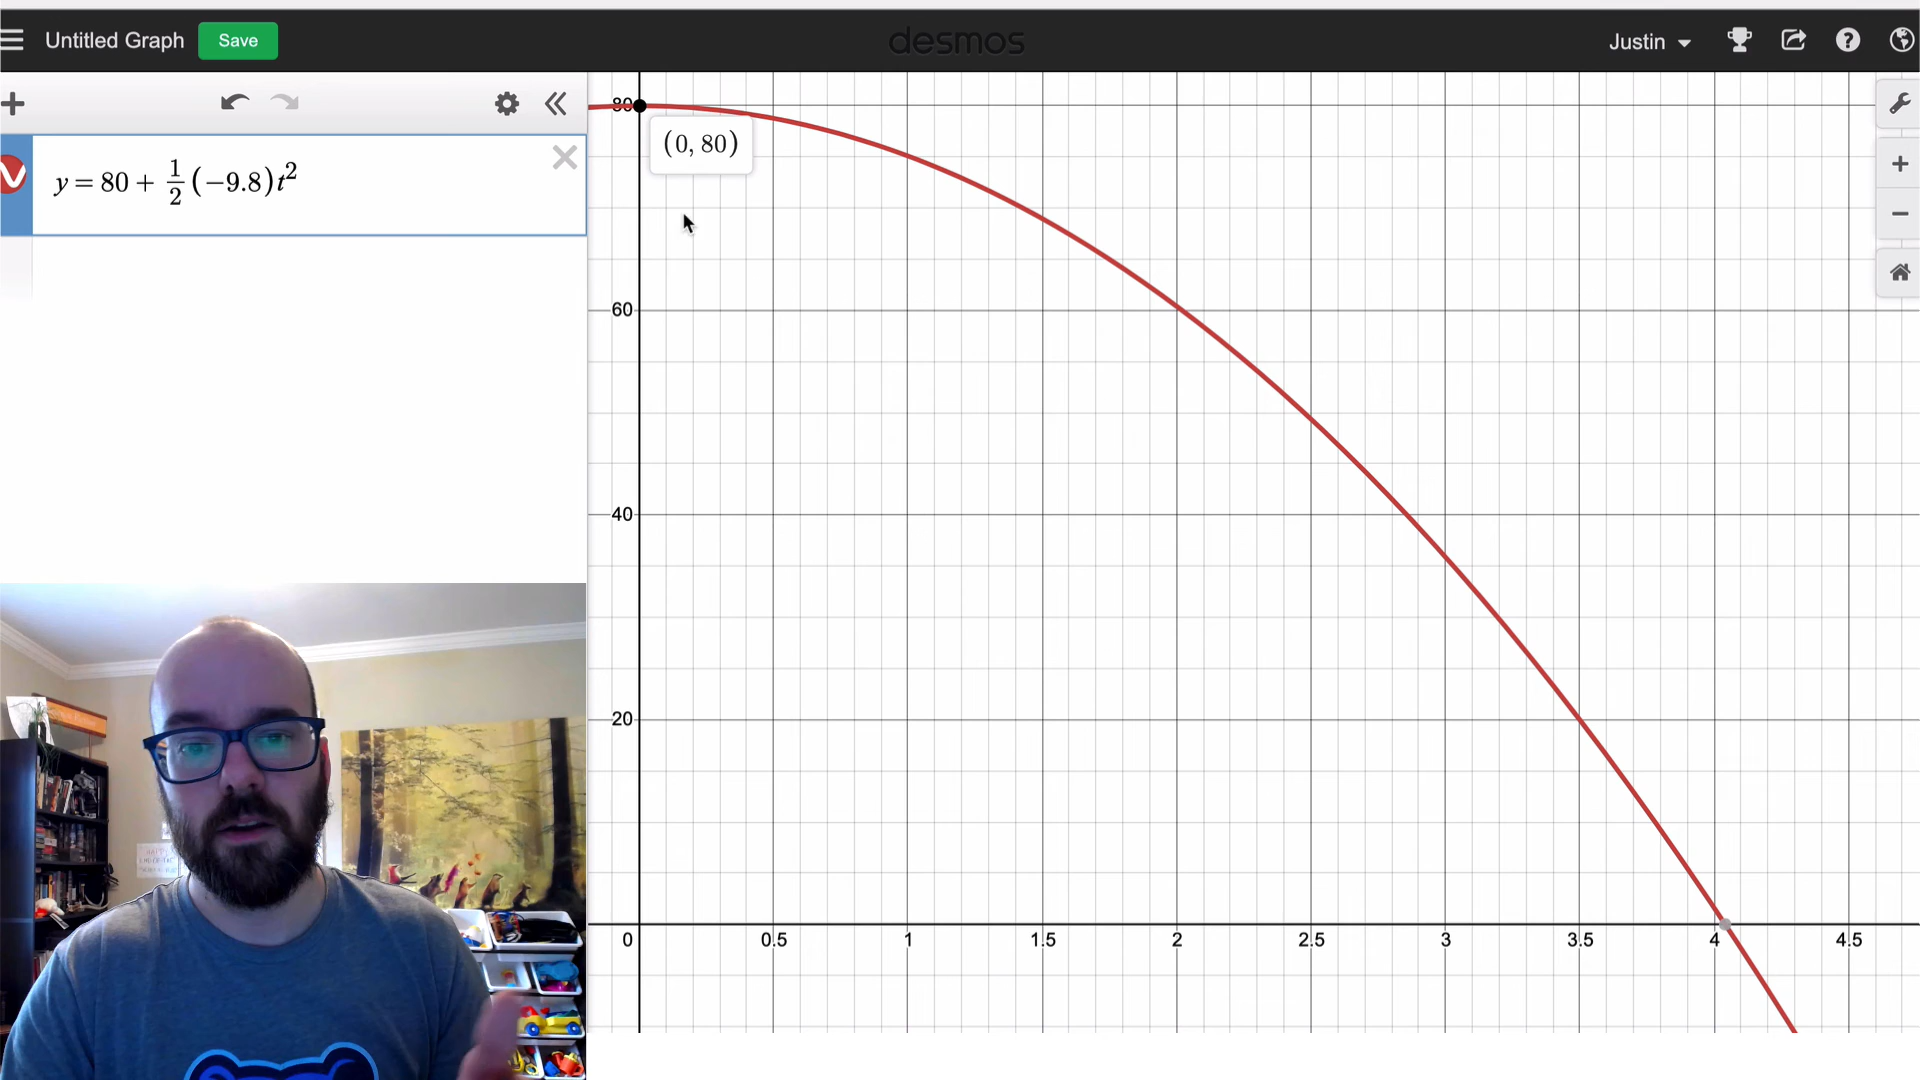 Untitled Graph Save desmos Justin
y = 80 + \frac{1}{2}(-9.8)t^2
80
(0, 80)
60
40
20
0 0.5 1 1.5 2 2.5 3 3.5 4 4.5